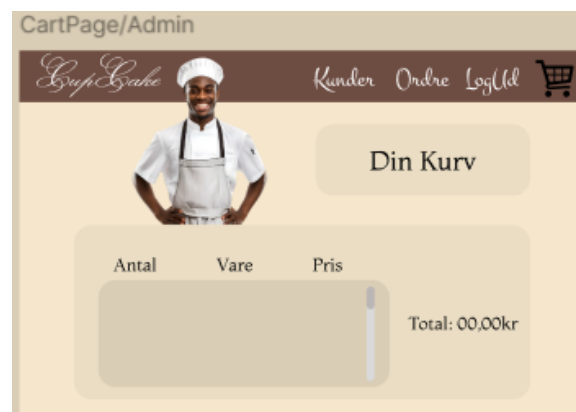 CartPage/Admin
CupCake Kunder Ordre LogUd
Din Kurv
Antal Vare Pris
Total: 00,00kr